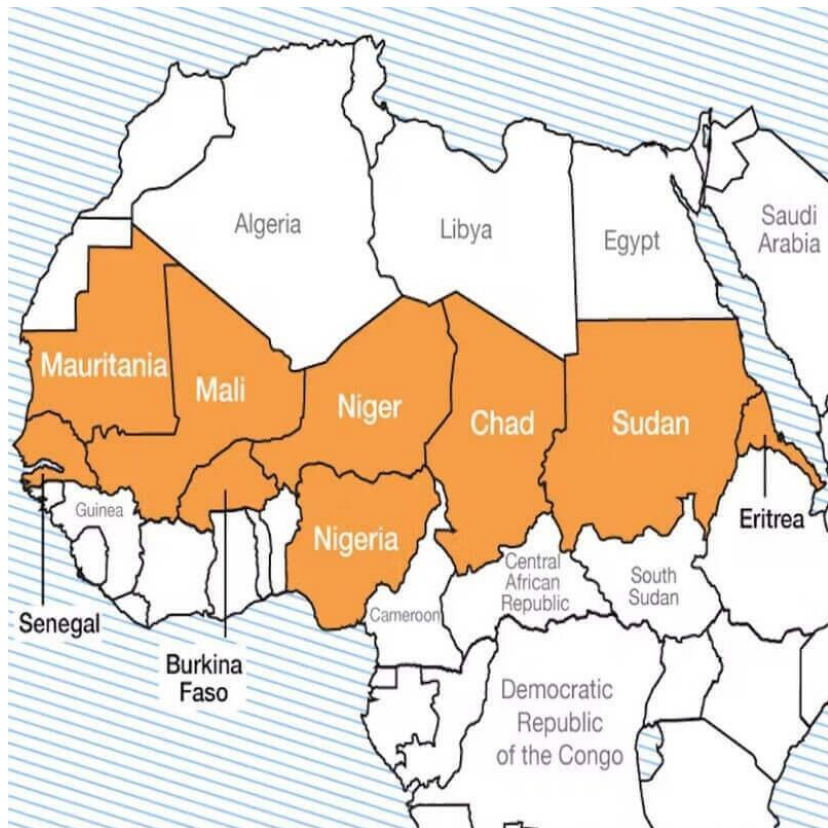 Algeria
Libya
Egypt
Saudi
Arabia
Mauritania
Mali
Niger
Chad
Sudan
Eritrea
Guinea
Nigeria
Senegal
Burkina
Faso
Cameroon
Central
African
Republic
South
Sudan
Democratic
Republic
of the Congo